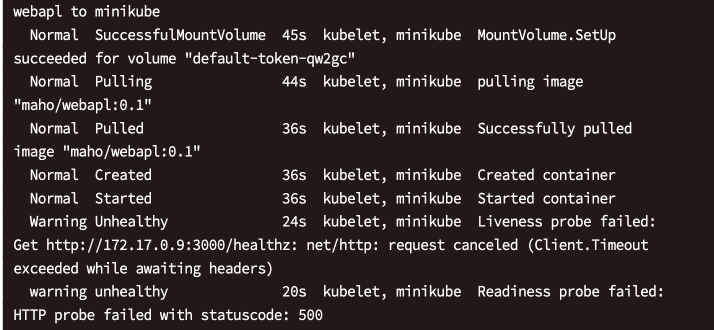 webapl to minikube
Normal SuccessfulMountVolume 45s kubelet, minikube MountVolume.SetUp
succeeded for volume "default-token-qw2gc"
Normal Pulling 44s kubelet, minikube pulling image
"maho/webapl:0.1"
Normal Pulled 36s kubelet, minikube Successfully pulled
image "maho/webapl:0.1"
Normal Created 36s kubelet, minikube Created container
Normal Started 36s kubelet, minikube Started container
Warning Unhealthy 24s kubelet, minikube Liveness probe failed:
Get http://172.17.0.9:3000/healthz: net/http: request canceled (Client.Timeout
exceeded while awaiting headers)
warning unhealthy 20s kubelet, minikube Readiness probe failed:
HTTP probe failed with statuscode: 500